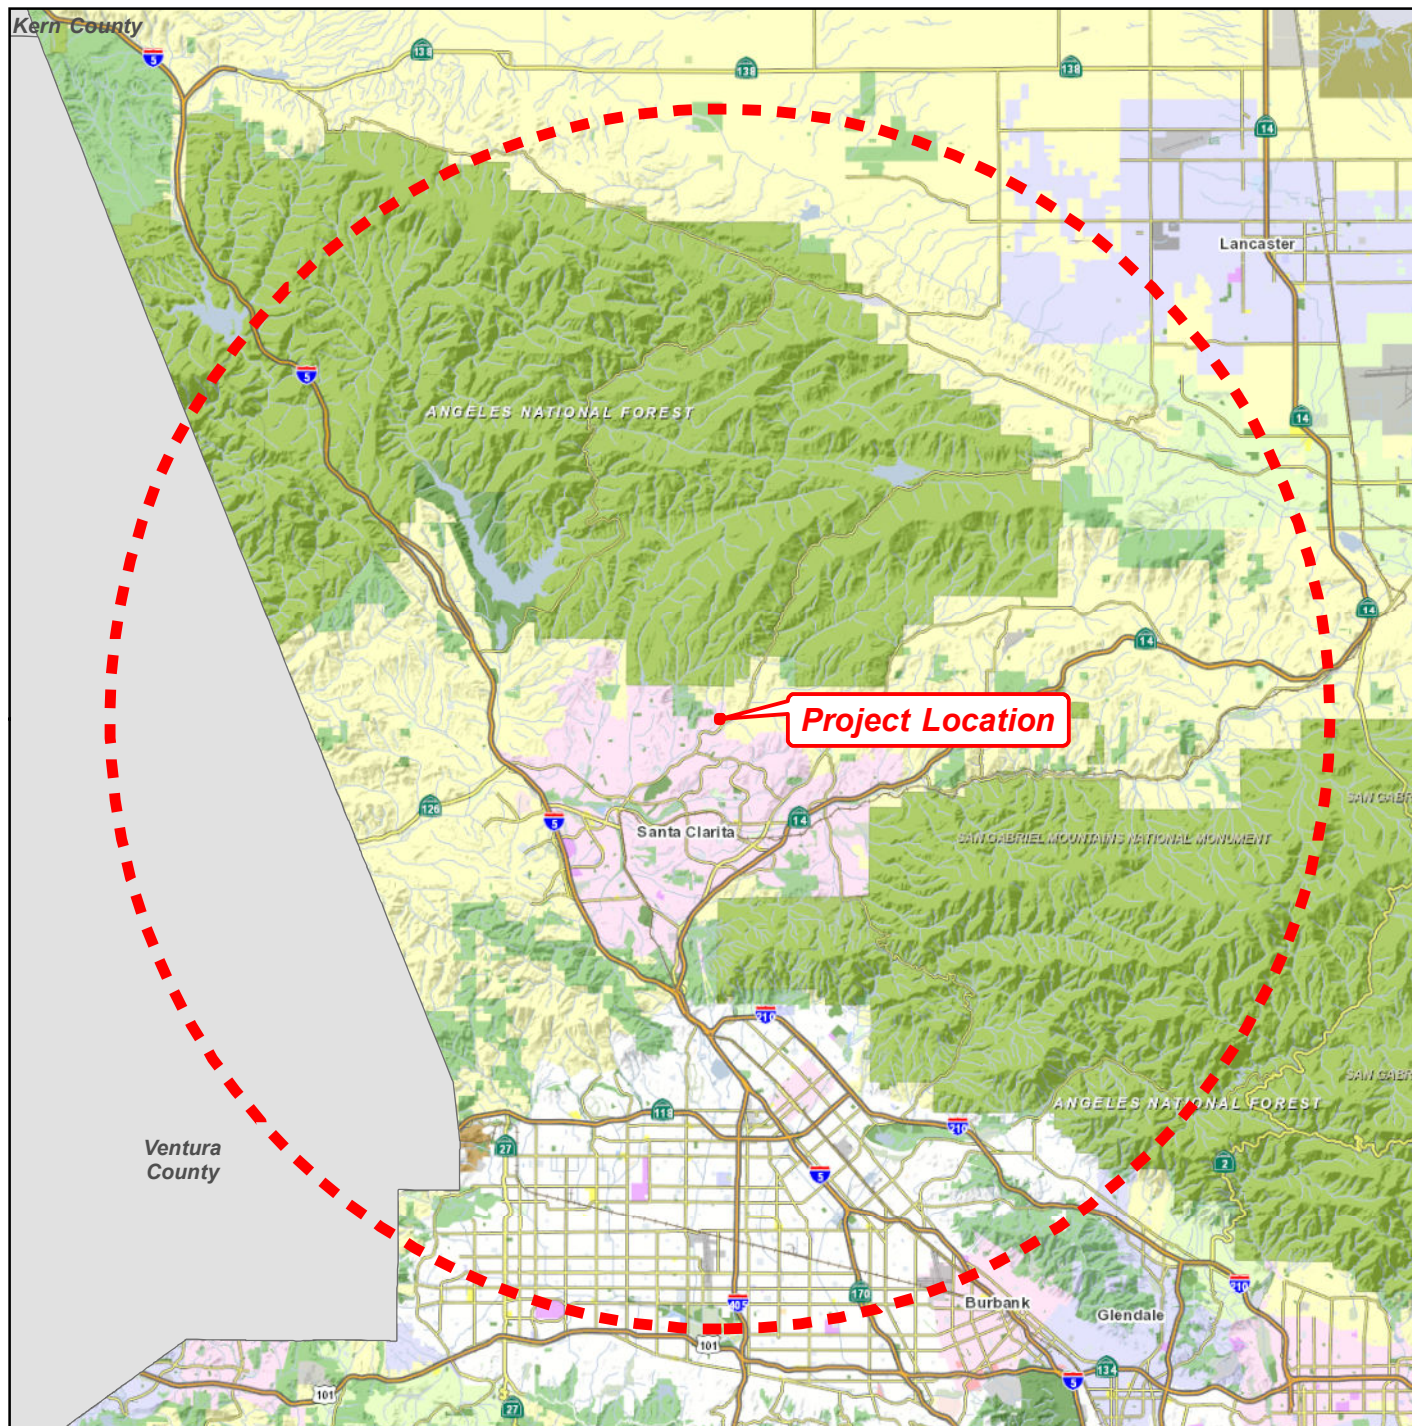 Kern County
5
138
138
138
14
Lancaster
5
ANGELES NATIONAL FOREST
14
14
14
Project Location
126
5
14
Santa Clarita
SAN GABRIEL MOUNTAINS NATIONAL MONUMENT
210
ANGELES NATIONAL FOREST
118
210
27
Ventura
County
2
5
210
170
405
Burbank
Glendale
101
134
5
101
27